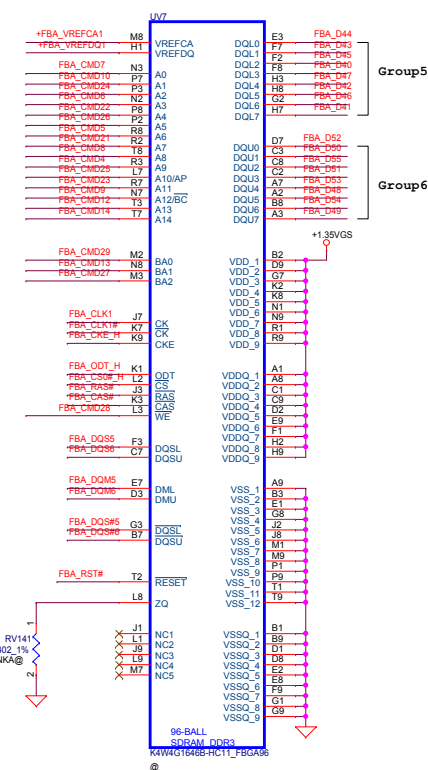 UV7
+FBA_VREFCA1 M8 VREFCA DQL0 E3 FBA_D44
+FBA_VREFDQ1 H1 VREFDQ DQL1 F7 FBA_D43
DQL2 F2 FBA_D45
FBA_CMD7 N3 A0 DQL3 F8 FBA_D40
FBA_CMD10 P7 A1 DQL4 H3 FBA_D47
FBA_CMD24 P3 A2 DQL5 H8 FBA_D42
FBA_CMD6 N2 A3 DQL6 G2 FBA_D46
FBA_CMD22 P8 A4 DQL7 H7 FBA_D41
Group5
FBA_CMD26 P2 A5
FBA_CMD5 R8 A6
FBA_CMD21 R2 A7 DQU0 D7 FBA_D52
FBA_CMD8 T8 A8 DQU1 C3 FBA_D50
FBA_CMD4 R3 A9 DQU2 C8 FBA_D55
FBA_CMD25 L7 A10/AP DQU3 C2 FBA_D51
FBA_CMD23 R7 A11 DQU4 A7 FBA_D53
FBA_CMD9 N7 A12/BC DQU5 A2 FBA_D48
FBA_CMD12 T3 A13 DQU6 B8 FBA_D54
FBA_CMD14 T7 A14 DQU7 A3 FBA_D49
Group6
+1.35VGS
FBA_CMD29 M2 BA0 VDD_1 B2
FBA_CMD13 N8 BA1 VDD_2 D9
FBA_CMD27 M3 BA2 VDD_3 G7
VDD_4 K2
VDD_5 K8
VDD_6 N1
FBA_CLK1 J7 CK VDD_7 N9
FBA_CLK1# K7 CK VDD_8 R1
FBA_CKE_H K9 CKE VDD_9 R9
FBA_ODT_H K1 ODT VDDQ_1 A1
FBA_CS0#_H L2 CS VDDQ_2 A8
FBA_RAS# J3 RAS VDDQ_3 C1
FBA_CAS# K3 CAS VDDQ_4 C9
FBA_CMD28 L3 WE VDDQ_5 D2
VDDQ_6 E9
VDDQ_7 F1
FBA_DQS5 F3 DQSL VDDQ_8 H2
FBA_DQS6 C7 DQSU VDDQ_9 H9
FBA_DQM5 E7 DML VSS_1 A9
FBA_DQM6 D3 DMU VSS_2 B3
VSS_3 E1
VSS_4 G8
FBA_DQS#5 G3 DQSL VSS_5 J2
FBA_DQS#6 B7 DQSU VSS_6 J8
VSS_7 M1
VSS_8 M9
VSS_9 P1
FBA_RST# T2 RESET VSS_10 P9
VSS_11 T1
L8 ZQ VSS_12 T9
J1 NC1 VSSQ_1 B1
L1 NC2 VSSQ_2 B9
J9 NC3 VSSQ_3 D1
L9 NC4 VSSQ_4 D8
M7 NC5 VSSQ_5 E2
VSSQ_6 E8
VSSQ_7 F9
VSSQ_8 G1
VSSQ_9 G9
1
RV141
402_1%
NKA@
2
96-BALL
SDRAM DDR3
K4W4G1646B-HC11_FBGA96
@